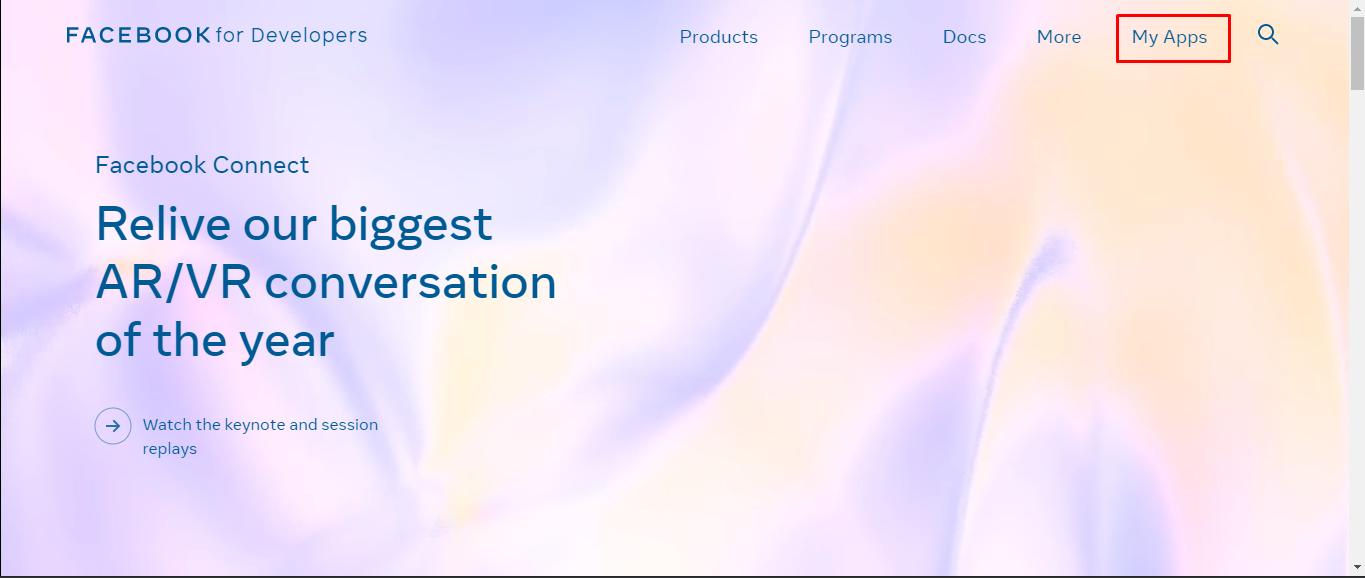 FACEBOOK for Developers
Products
Programs
Docs
More
My Apps
Facebook Connect
Relive our biggest
AR/VR conversation
of the year
Watch the keynote and session
replays